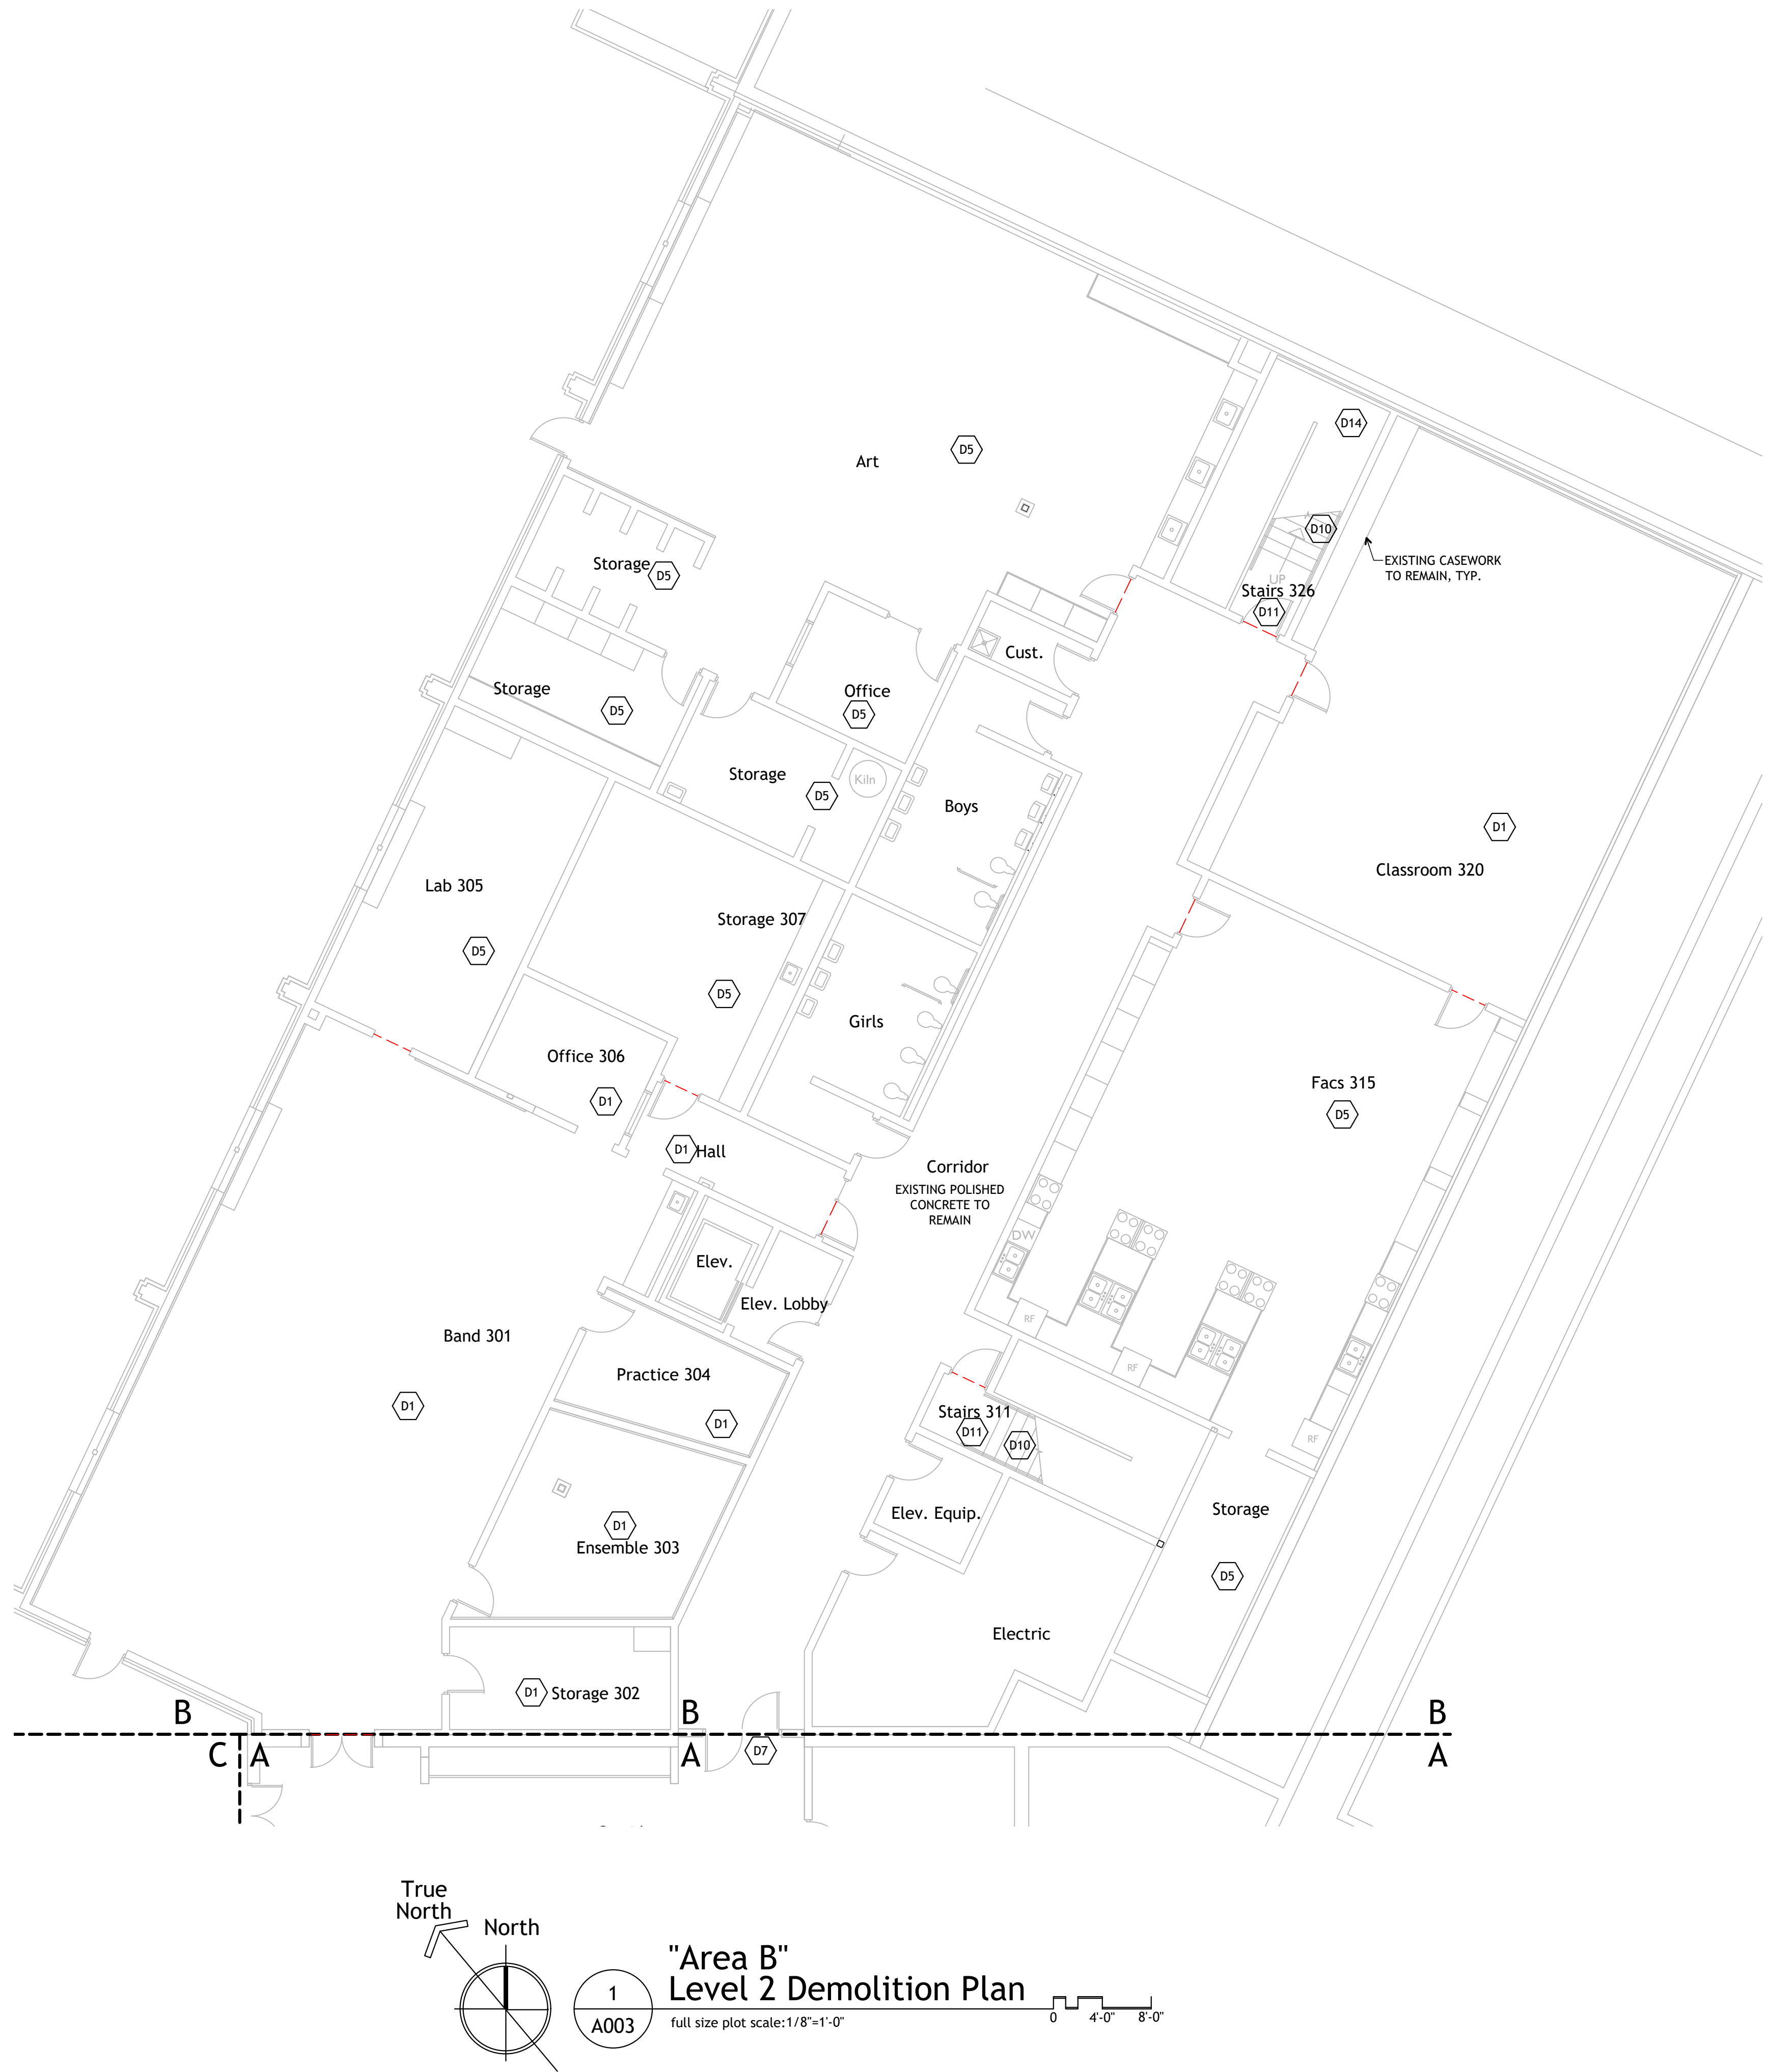 D14
D5
Art
D10
EXISTING CASEWORK
TO REMAIN, TYP.
Storage
D5
UP
Stairs 326
D11
Cust.
Storage
D5
Office
D5
Storage
Kiln
D5
Boys
D1
Classroom 320
Lab 305
Storage 307
D5
D5
Girls
Office 306
D1
Facs 315
D5
D1
Hall
Corridor
EXISTING POLISHED
CONCRETE TO
REMAIN
DW
Elev.
Elev. Lobby
RF
Band 301
RF
Practice 304
D1
D1
Stairs 311
D11
D10
RF
Elev. Equip.
Storage
D1
Ensemble 303
D5
Electric
D1
Storage 302
B
B
B
C
A
A
D7
A
True
North
North
"Area B"
1
Level 2 Demolition Plan
A003
full size plot scale:1/8"=1'-0"
0
4'-0"
8'-0"